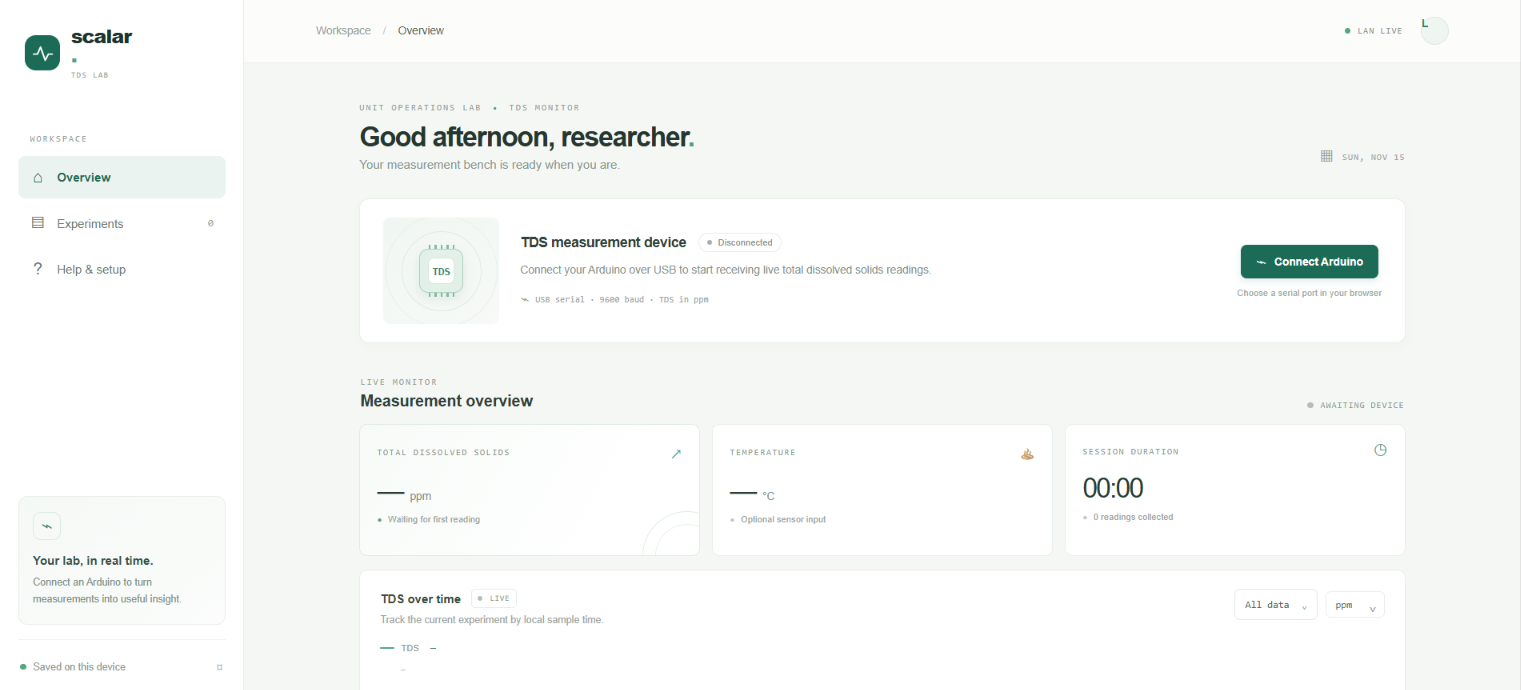 scalar
TDS LAB
WORKSPACE
Overview
Experiments 0
? Help & setup
Your lab, in real time.
Connect an Arduino to turn
measurements into useful insight.
Saved on this device
Workspace / Overview
LAN LIVE
L
UNIT OPERATIONS LAB • TDS MONITOR
Good afternoon, researcher.
Your measurement bench is ready when you are.
SUN, NOV 15
TDS
TDS measurement device
Disconnected
Connect your Arduino over USB to start receiving live total dissolved solids readings.
USB serial · 9600 baud · TDS in ppm
Connect Arduino
Choose a serial port in your browser
LIVE MONITOR
Measurement overview
AWAITING DEVICE
TOTAL DISSOLVED SOLIDS
— ppm
Waiting for first reading
TEMPERATURE
— °C
Optional sensor input
SESSION DURATION
00:00
0 readings collected
TDS over time
LIVE
Track the current experiment by local sample time.
All data
ppm
TDS —
—